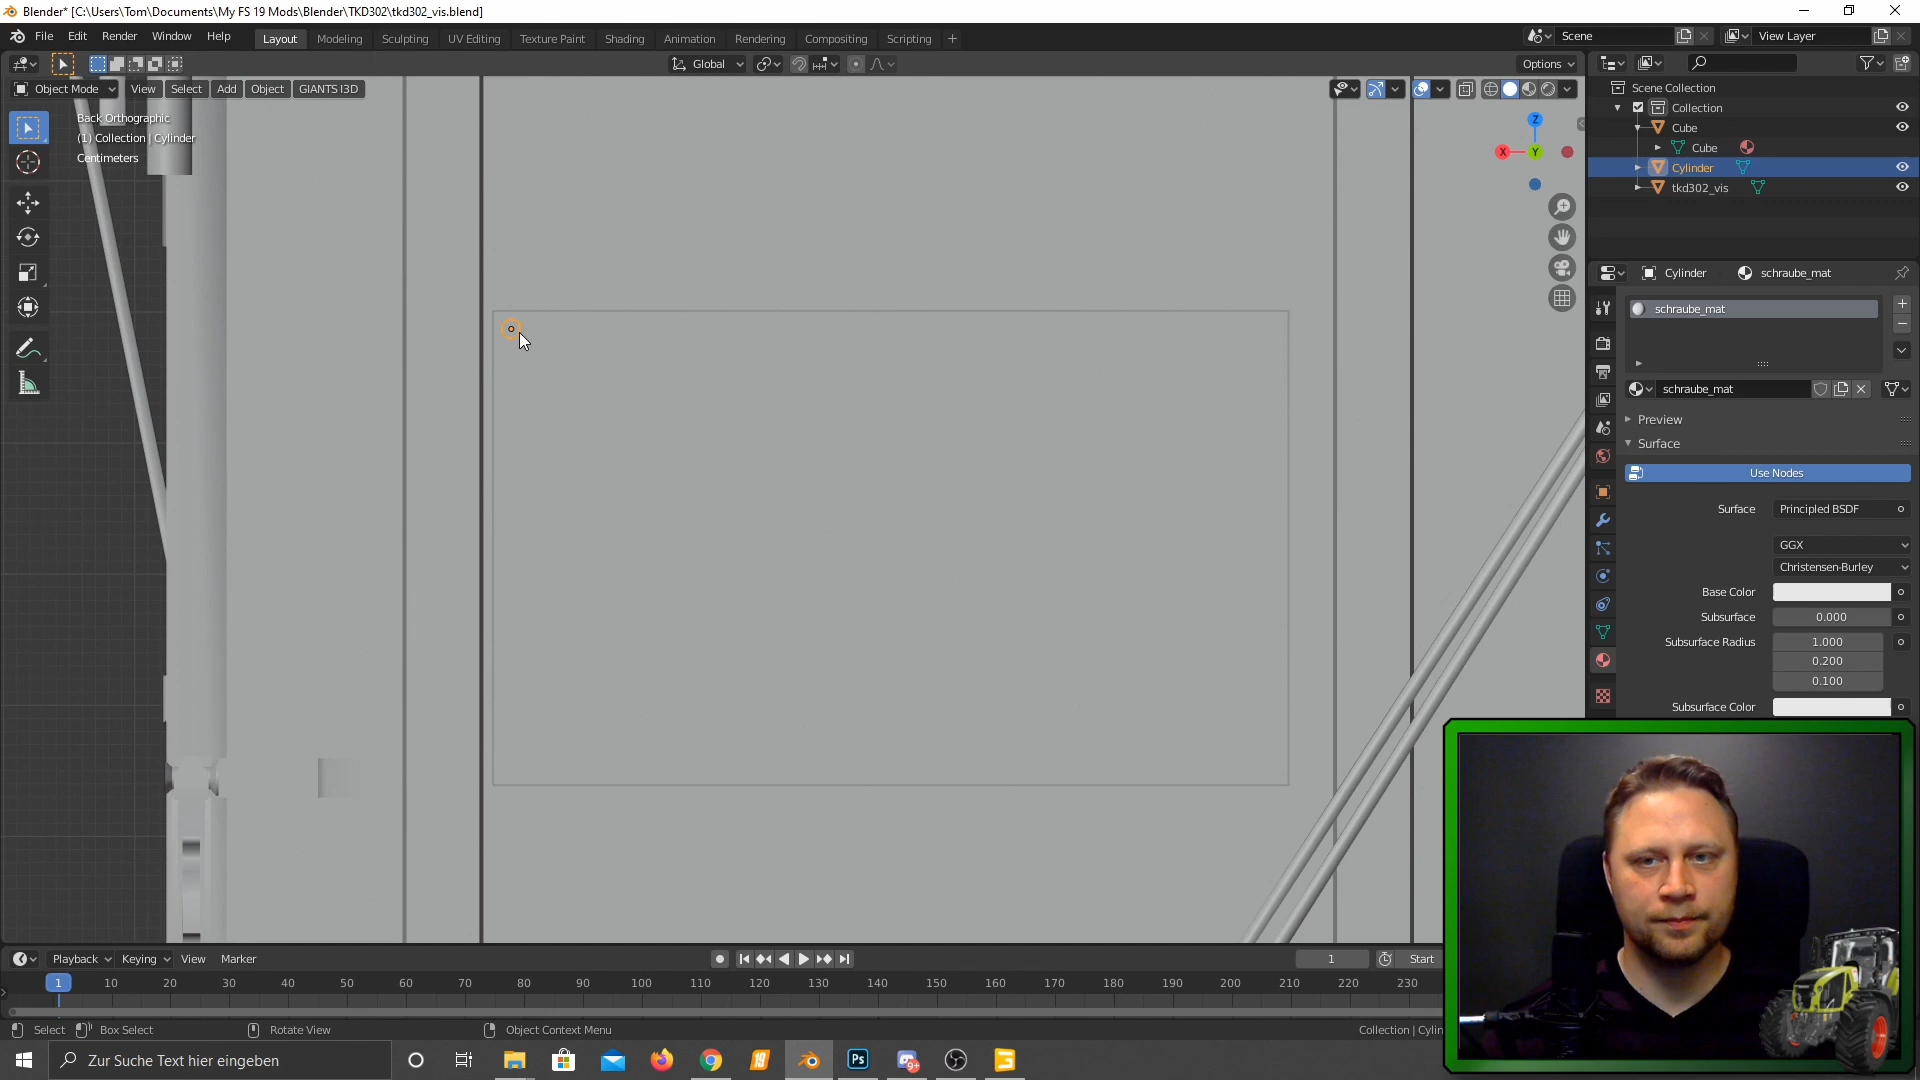 Blender* [C:\Users\Tom\Documents\My FS 19 Mods\Blender\TKD302\tkd302_vis.blend]
File Edit Render Window Help Layout Modeling Sculpting UV Editing Texture Paint Shading Animation Rendering Compositing Scripting + Scene View Layer
Global Options
Object Mode View Select Add Object GIANTS I3D
Back Orthographic
(1) Collection | Cylinder
Centimeters
Z
X Y
Scene Collection
Collection
Cube
Cube
Cylinder
tkd302_vis
Cylinder schraube_mat
schraube_mat
schraube_mat
Preview
Surface
Use Nodes
Surface Principled BSDF
GGX
Christensen-Burley
Base Color
Subsurface 0.000
Subsurface Radius 1.000
0.200
0.100
Subsurface Color
Playback Keying View Marker 1 Start
1 10 20 30 40 50 60 70 80 90 100 110 120 130 140 150 160 170 180 190 200 210 220 230
Select Box Select Rotate View Object Context Menu Collection | Cylin
Zur Suche Text hier eingeben 19 Ps 9+